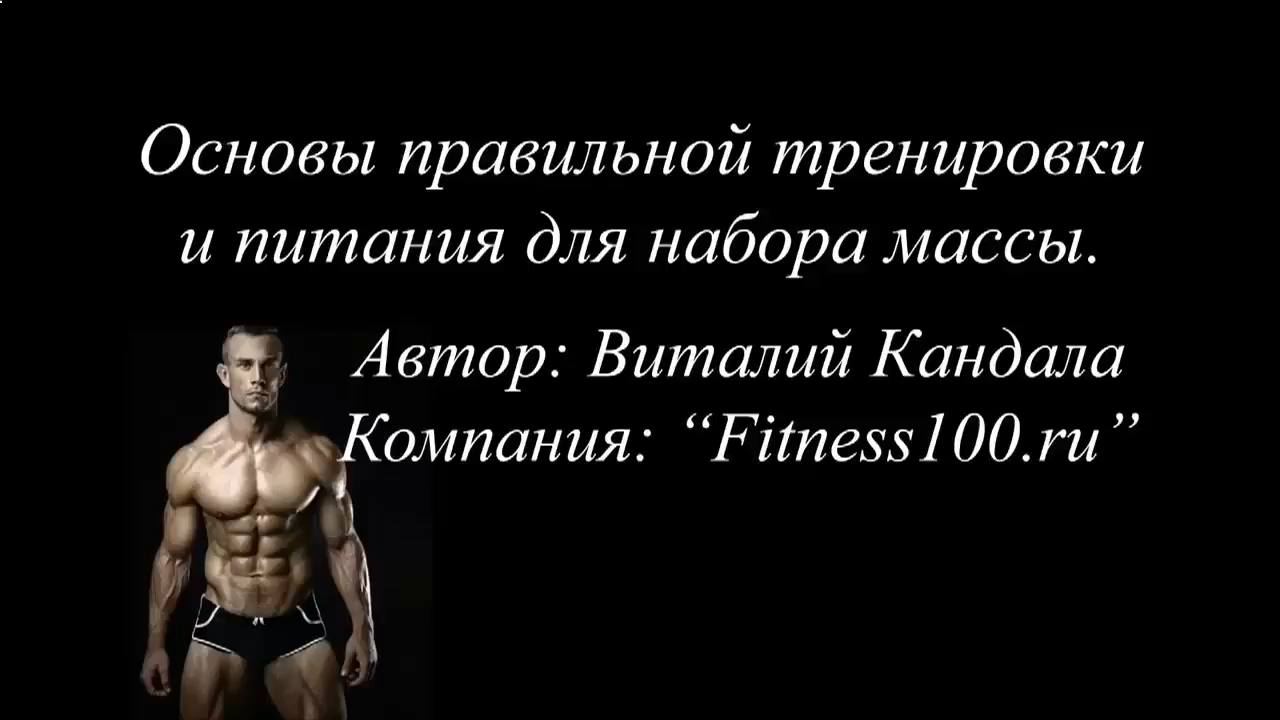 Основы правильной тренировки
и питания для набора массы.
Автор: Виталий Кандала
Компания: “Fitness100.ru”